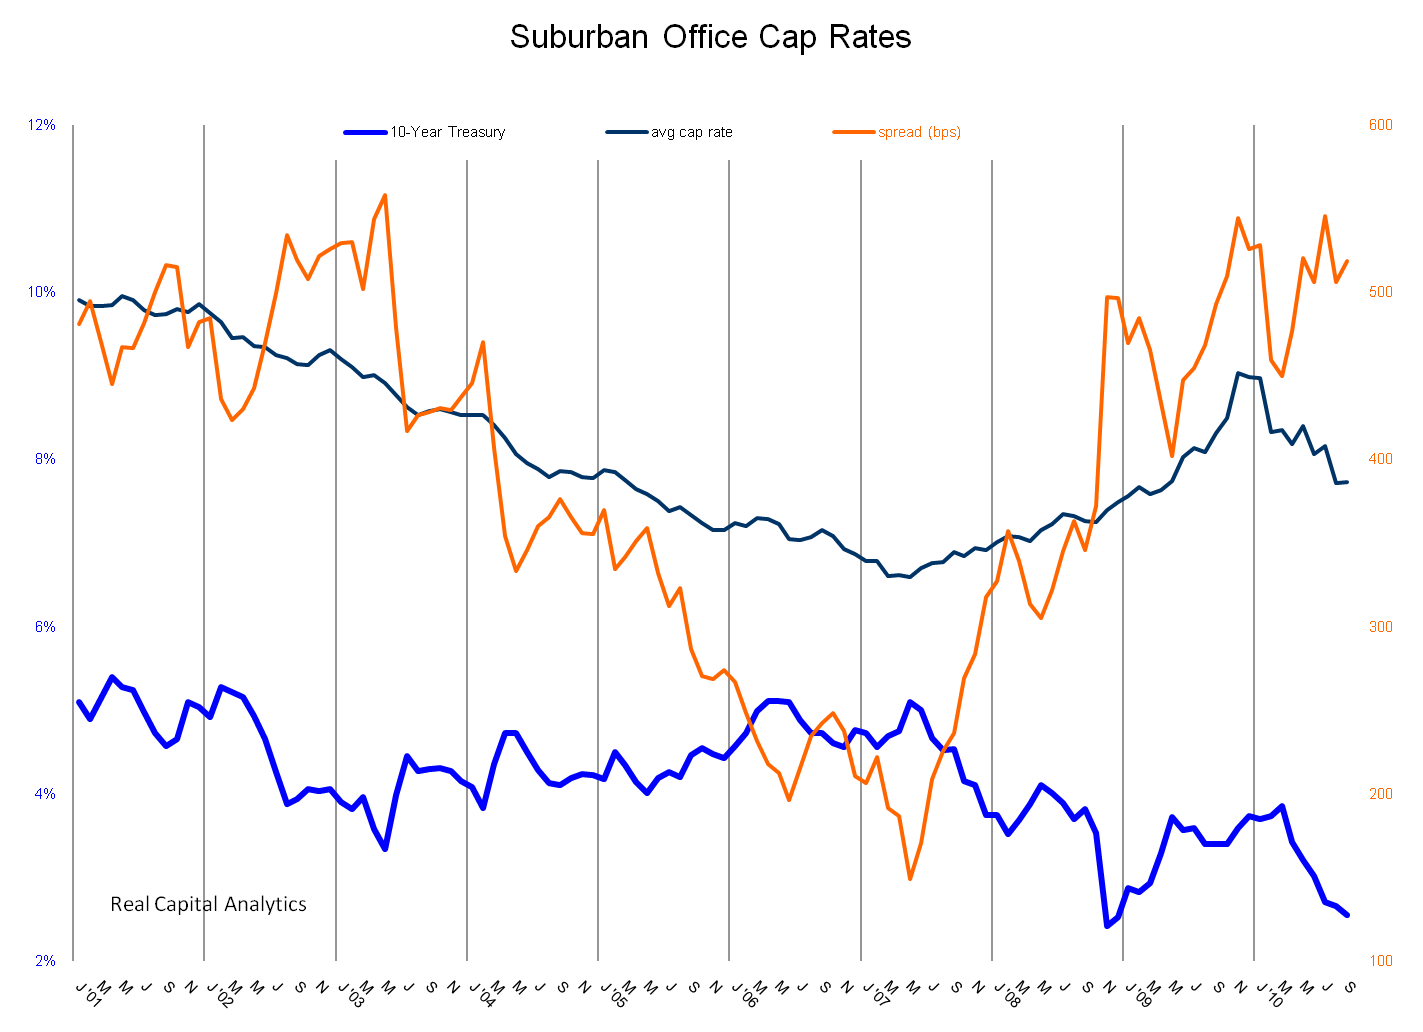 Suburban Office Cap Rates
10-Year Treasury
avg cap rate
spread (bps)
12%
10%
8%
6%
4%
2%
600
500
400
300
200
100
Real Capital Analytics
J '01
M
M
J
S
N
J '02
M
M
J
S
N
J '03
M
M
J
S
N
J '04
M
M
J
S
N
J '05
M
M
J
S
N
J '06
M
M
J
S
N
J '07
M
M
J
S
N
J '08
M
M
J
S
N
J '09
M
M
J
S
N
J '10
M
M
J
S